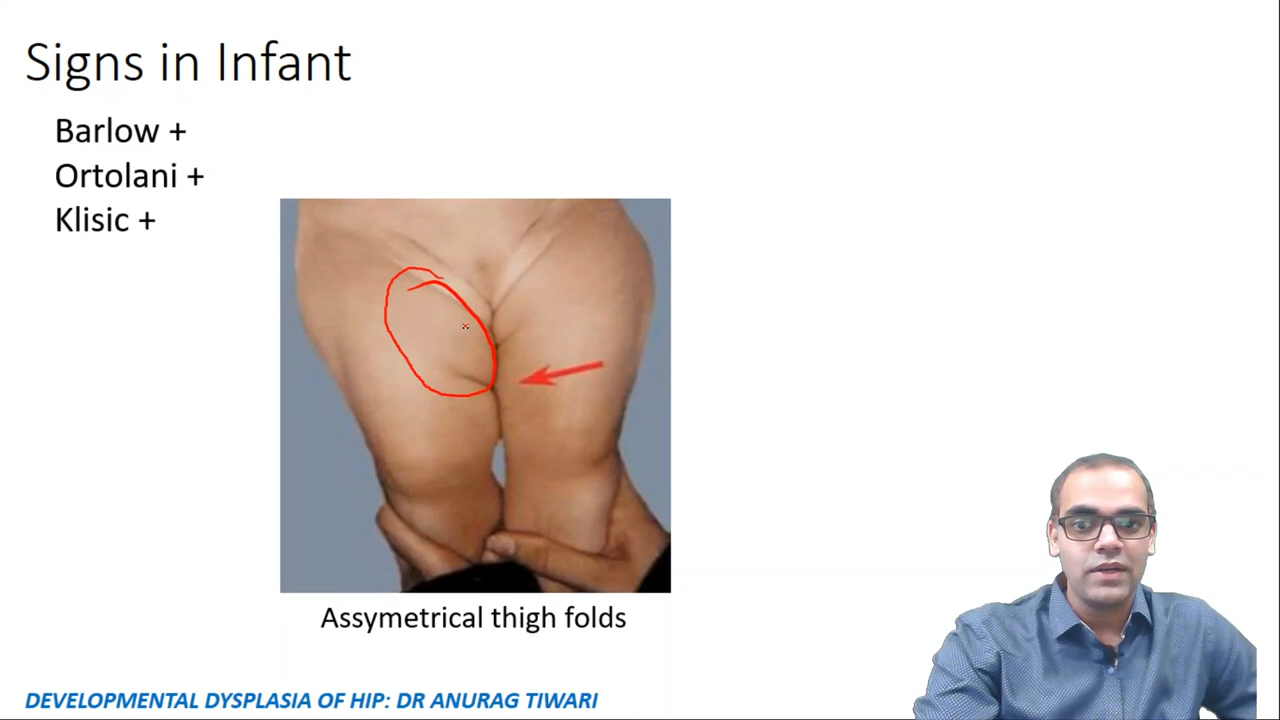 Signs in Infant
Barlow +
Ortolani +
Klisic +
Assymetrical thigh folds
DEVELOPMENTAL DYSPLASIA OF HIP: DR ANURAG TIWARI